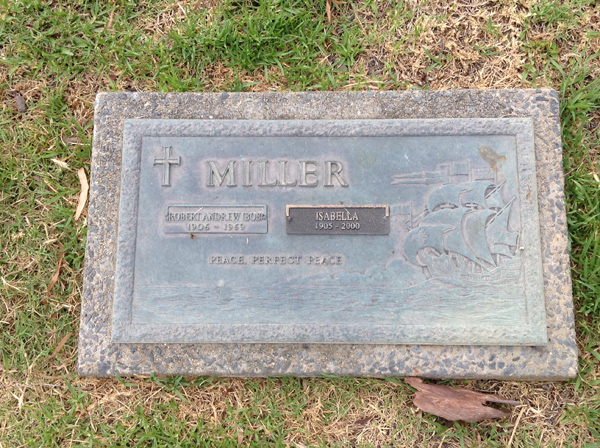 MILLER
ROBERT ANDREW (BOB)
1906 - 1969
ISABELLA
1905 - 2000
PEACE, PERFECT PEACE